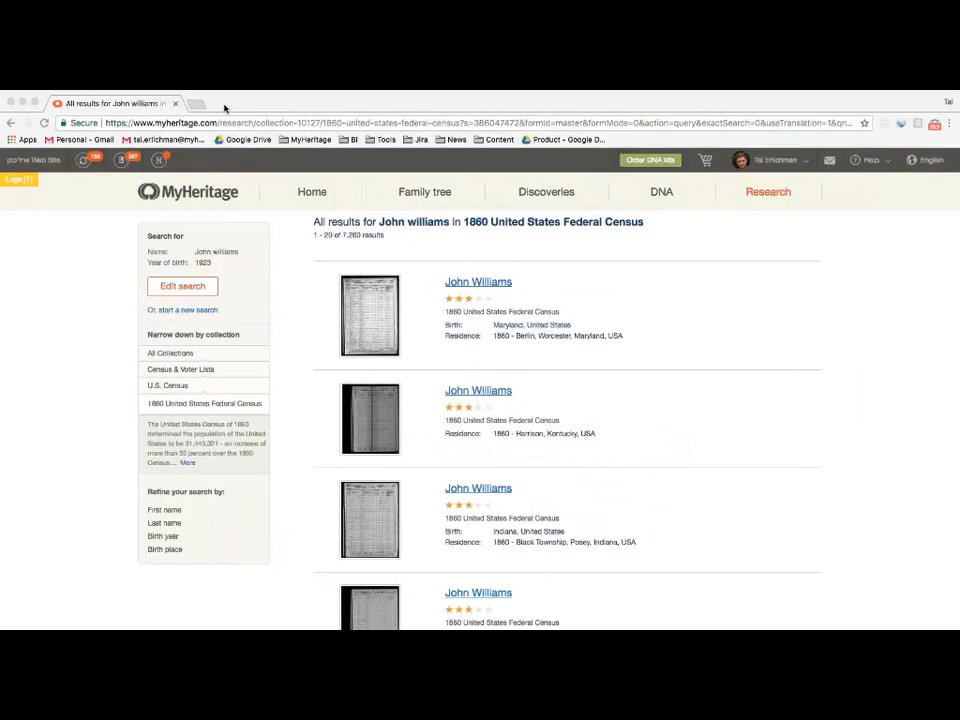 All results for John williams in
Tal
Secure https://www.myheritage.com/research/collection-10127/1860-united-states-federal-census?s=386047472&formId=master&formMode=0&action=query&exactSearch=0&useTranslation=1&qn...
Apps Personal - Gmail tal.erlichman@myh... Google Drive MyHeritage BI Tools Jira News Content Product - Google D...
Web Site 169 367 Order DNA kits Tal Erlichman Help English
Logs (1)
MyHeritage Home Family tree Discoveries DNA Research
All results for John williams in 1860 United States Federal Census
1 - 20 of 7,260 results
Search for
Name: John williams
Year of birth: 1923
Edit search
Or, start a new search
Narrow down by collection
All Collections
Census & Voter Lists
U.S. Census
1860 United States Federal Census
The United States Census of 1860
determined the population of the United
States to be 31,443,321 - an increase of
more than 35 percent over the 1850
Census.... More
Refine your search by:
First name
Last name
Birth year
Birth place
John Williams
1860 United States Federal Census
Birth: Maryland, United States
Residence: 1860 - Berlin, Worcester, Maryland, USA
John Williams
1860 United States Federal Census
Residence: 1860 - Harrison, Kentucky, USA
John Williams
1860 United States Federal Census
Birth: Indiana, United States
Residence: 1860 - Black Township, Posey, Indiana, USA
John Williams
1860 United States Federal Census